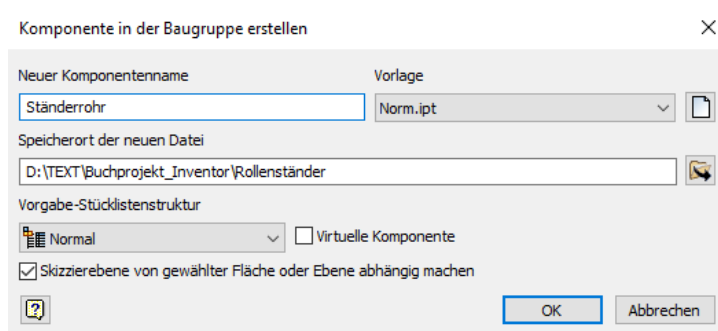 Komponente in der Baugruppe erstellen
Neuer Komponentenname Vorlage
Ständerrohr Norm.ipt
Speicherort der neuen Datei
D:\TEXT\Buchprojekt_Inventor\Rollenständer
Vorgabe-Stücklistenstruktur
Normal Virtuelle Komponente
Skizzierebene von gewählter Fläche oder Ebene abhängig machen
? OK Abbrechen